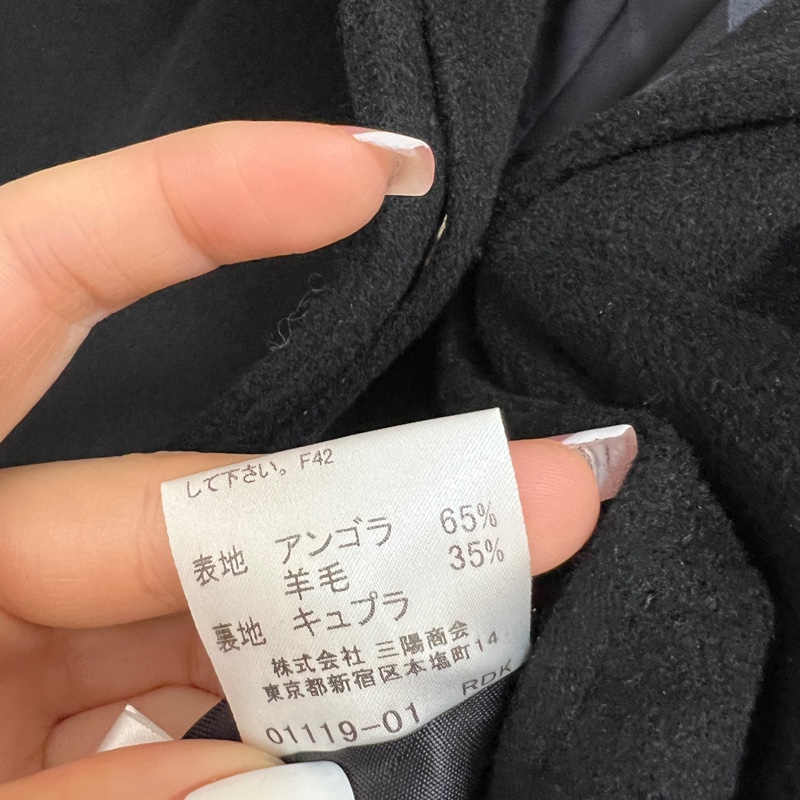 して下さい。F42
表地 アンゴラ 65%
羊毛 35%
裏地 キュプラ
株式会社 三陽商会
東京都新宿区本塩町14
RDK
01119-01